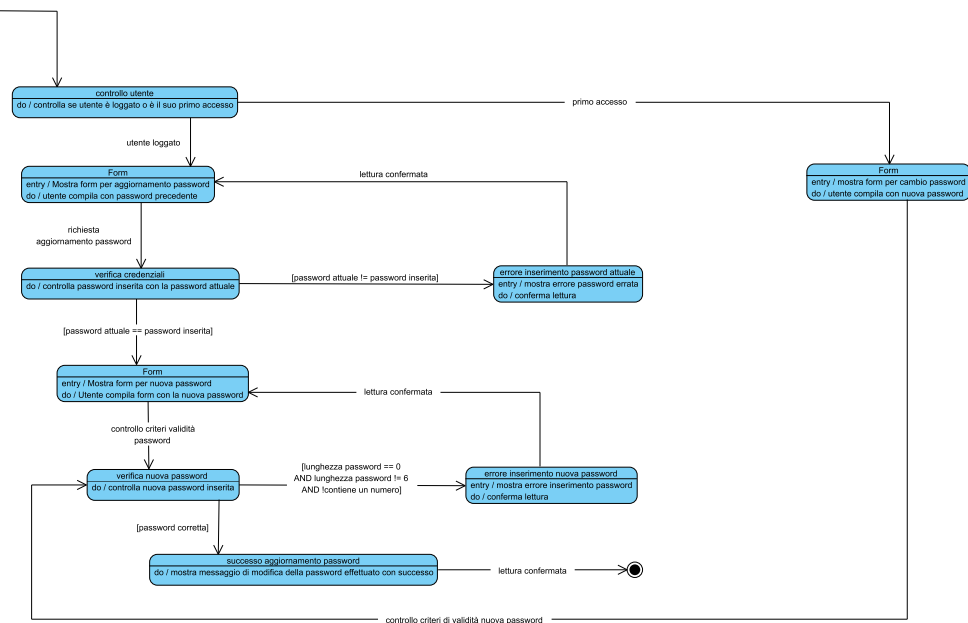 controllo utente
do / controlla se utente è loggato o è il suo primo accesso
primo accesso
utente loggato
Form
entry / Mostra form per aggiornamento password
do / utente compila con password precedente
lettura confermata
Form
entry / mostra form per cambio password
do / utente compila con nuova password
richiesta
aggiornamento password
verifica credenziali
do / controlla password inserita con la password attuale
[password attuale != password inserita]
errore inserimento password attuale
entry / mostra errore password errata
do / conferma lettura
[password attuale == password inserita]
Form
entry / Mostra form per nuova password
do / Utente compila form con la nuova password
lettura confermata
controllo criteri validità
password
verifica nuova password
do / controlla nuova password inserita
[lunghezza password == 0
AND lunghezza password != 6
AND !contiene un numero]
errore inserimento nuova password
entry / mostra errore inserimento password
do / conferma lettura
[password corretta]
successo aggiornamento password
do / mostra messaggio di modifica della password effettuato con successo
lettura confermata
controllo criteri di validità nuova password